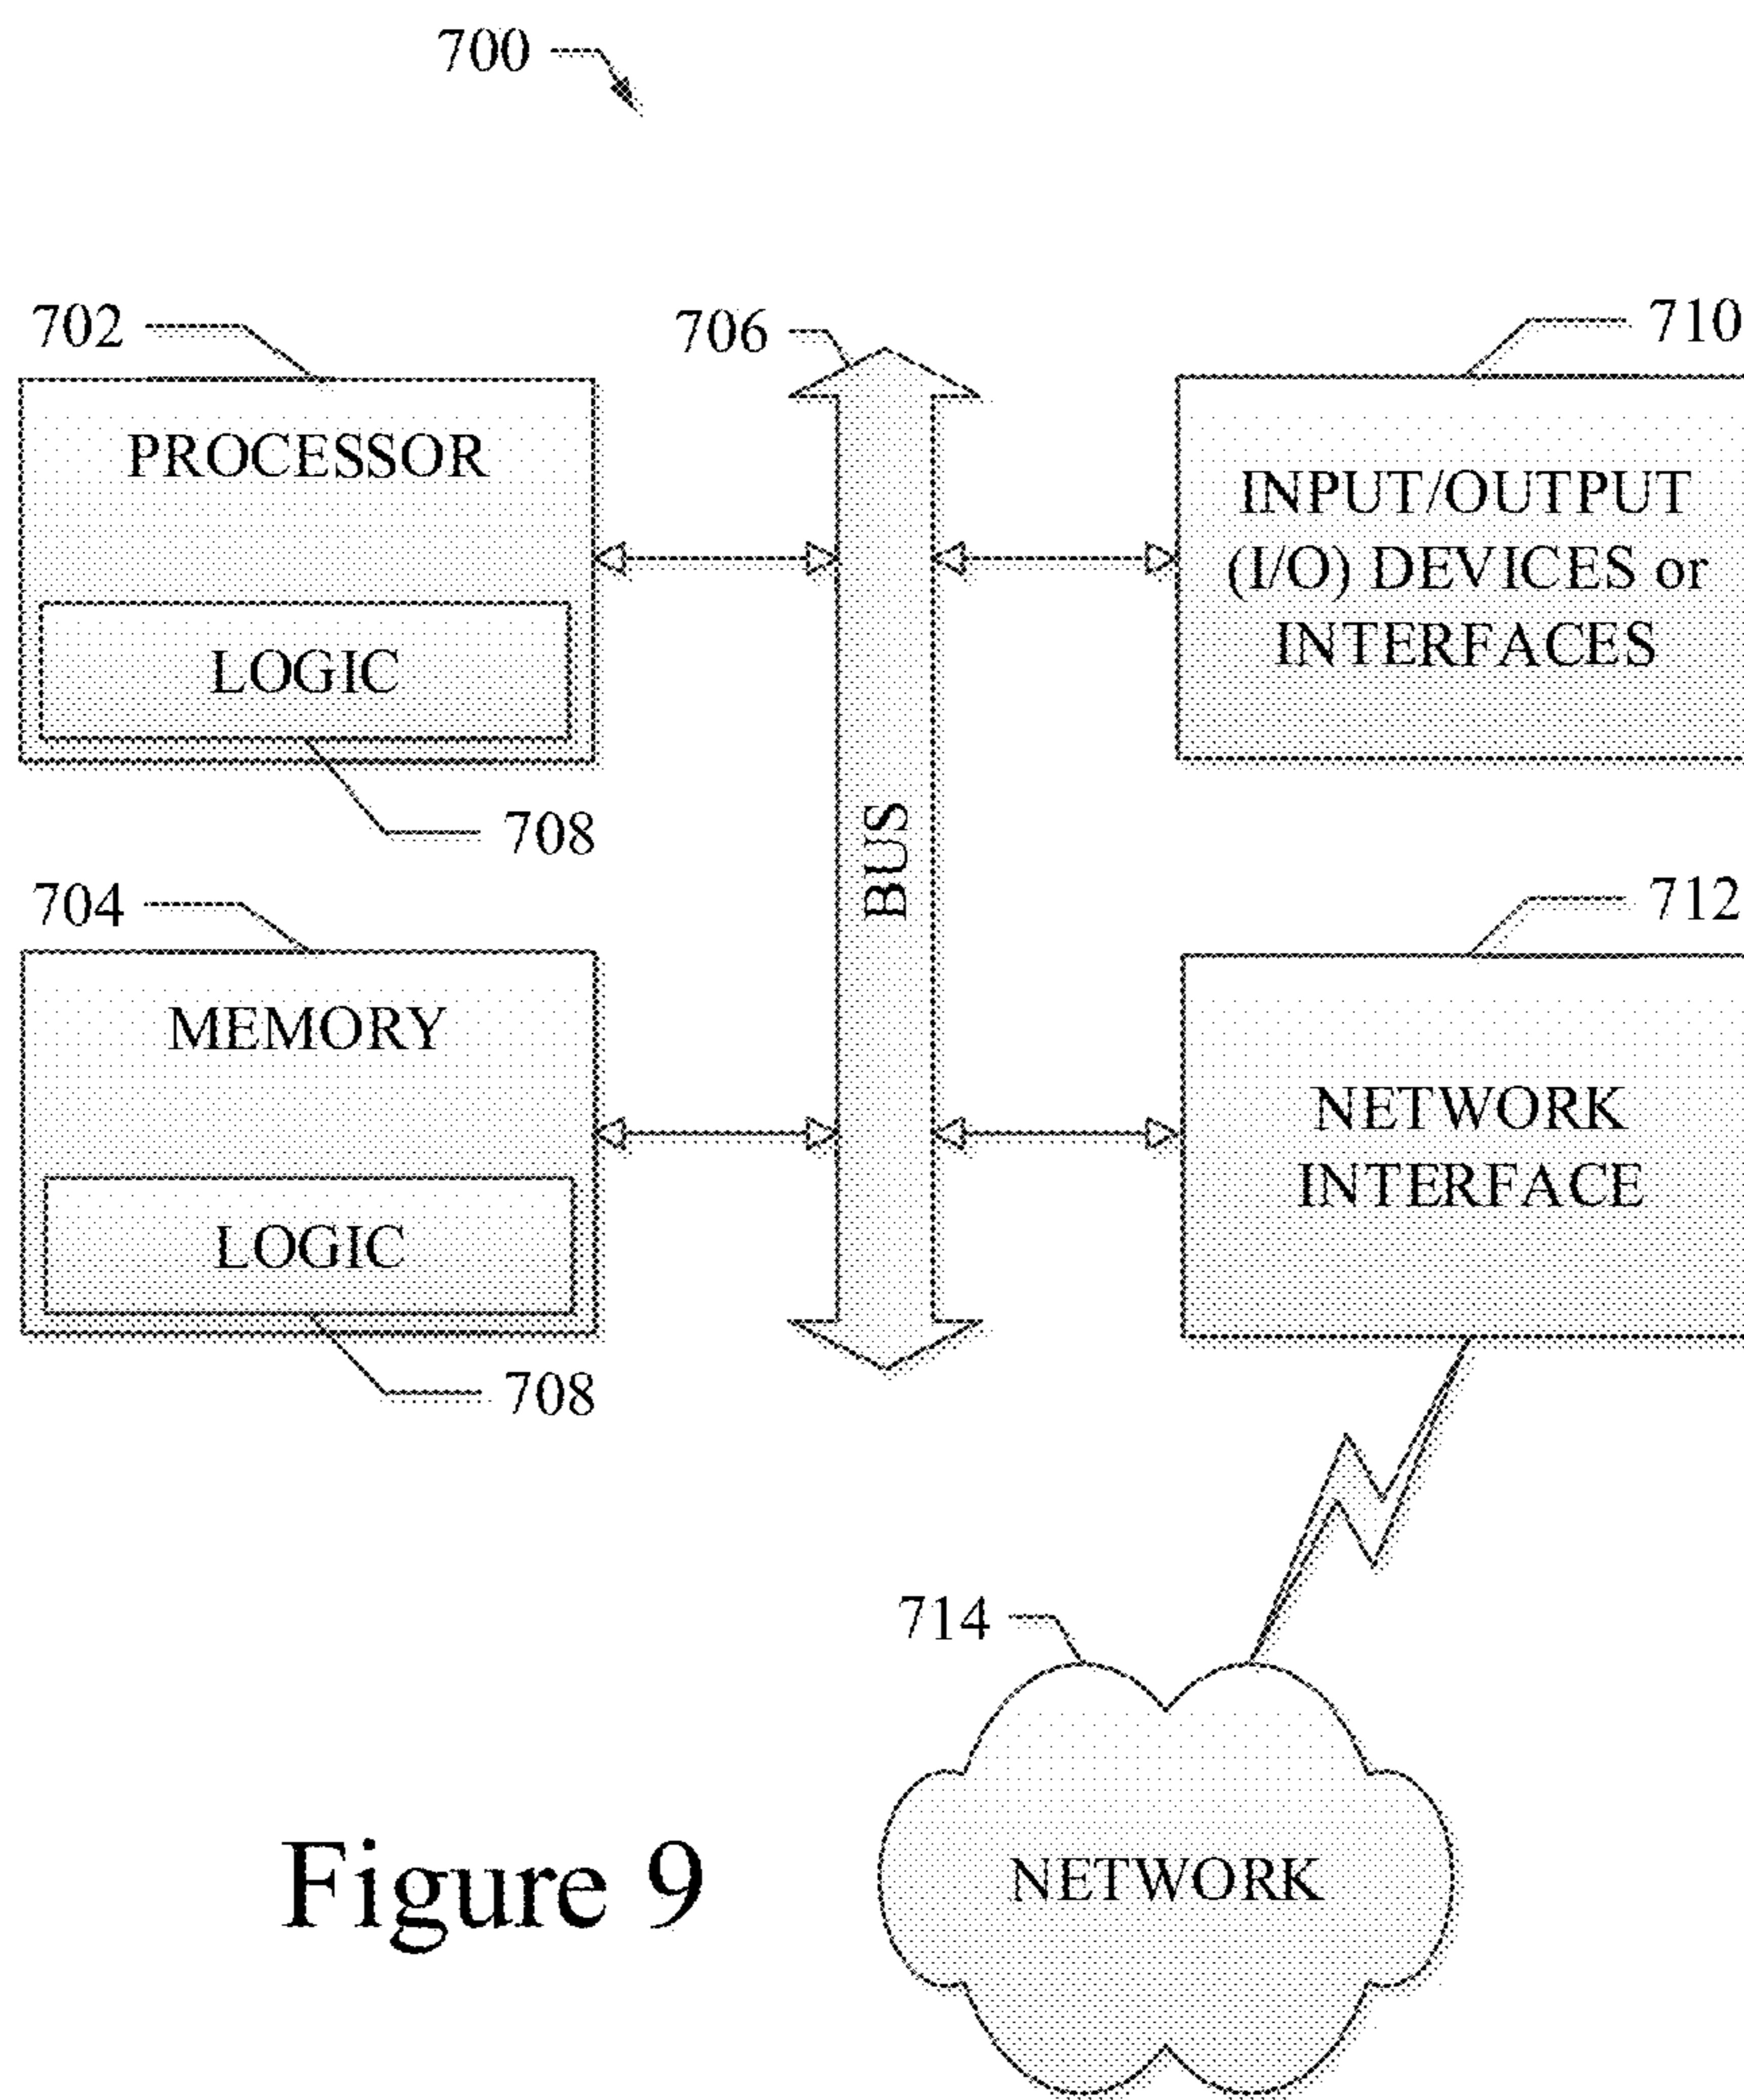 700
702
706
710
PROCESSOR
INPUT/OUTPUT
(I/O) DEVICES or
INTERFACES
LOGIC
708
BUS
704
712
MEMORY
NETWORK
INTERFACE
LOGIC
708
714
NETWORK
Figure 9